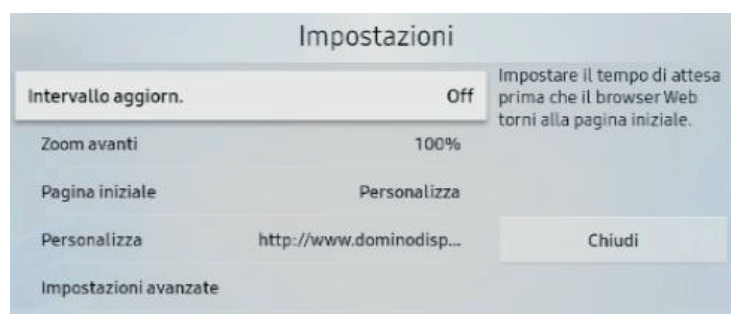 Impostazioni
Intervallo aggiorn. Off
Impostare il tempo di attesa
prima che il browser Web
torni alla pagina iniziale.
Zoom avanti 100%
Pagina iniziale Personalizza
Personalizza http://www.dominodisp...
Chiudi
Impostazioni avanzate